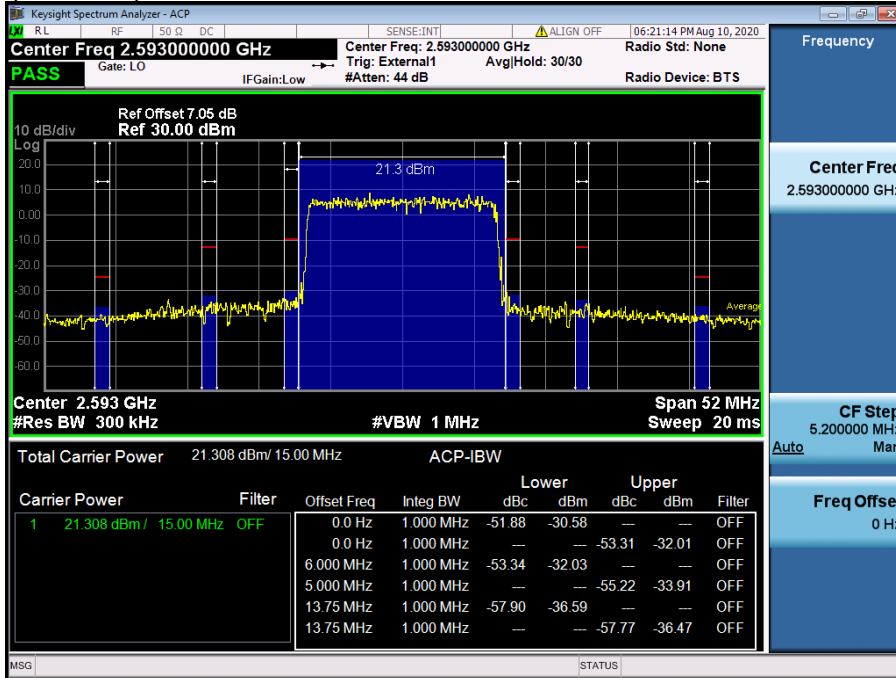 Keysight Spectrum Analyzer - ACP
LXI RL RF 50 Ω DC SENSE:INT ALIGN OFF 06:21:14 PM Aug 10, 2020
Center Freq 2.593000000 GHz
Center Freq: 2.593000000 GHz
Radio Std: None
PASS
Gate: LO
Trig: External1 Avg|Hold: 30/30
IFGain:Low #Atten: 44 dB Radio Device: BTS
Ref Offset 7.05 dB
10 dB/div Ref 30.00 dBm
Log
20.0
21.3 dBm
10.0
0.00
-10.0
-20.0
-30.0
Average
-40.0
-50.0
-60.0
Center 2.593 GHz Span 52 MHz
#Res BW 300 kHz #VBW 1 MHz Sweep 20 ms
Total Carrier Power 21.308 dBm/ 15.00 MHz ACP-IBW
Lower Upper
Carrier Power Filter Offset Freq Integ BW dBc dBm dBc dBm Filter
1 21.308 dBm / 15.00 MHz OFF 0.0 Hz 1.000 MHz -51.88 -30.58 --- --- OFF
0.0 Hz 1.000 MHz --- --- -53.31 -32.01 OFF
6.000 MHz 1.000 MHz -53.34 -32.03 --- --- OFF
5.000 MHz 1.000 MHz --- --- -55.22 -33.91 OFF
13.75 MHz 1.000 MHz -57.90 -36.59 --- --- OFF
13.75 MHz 1.000 MHz --- --- -57.77 -36.47 OFF
MSG STATUS
Frequency
Center Freq
2.593000000 GHz
CF Step
5.200000 MHz
Auto Man
Freq Offset
0 Hz